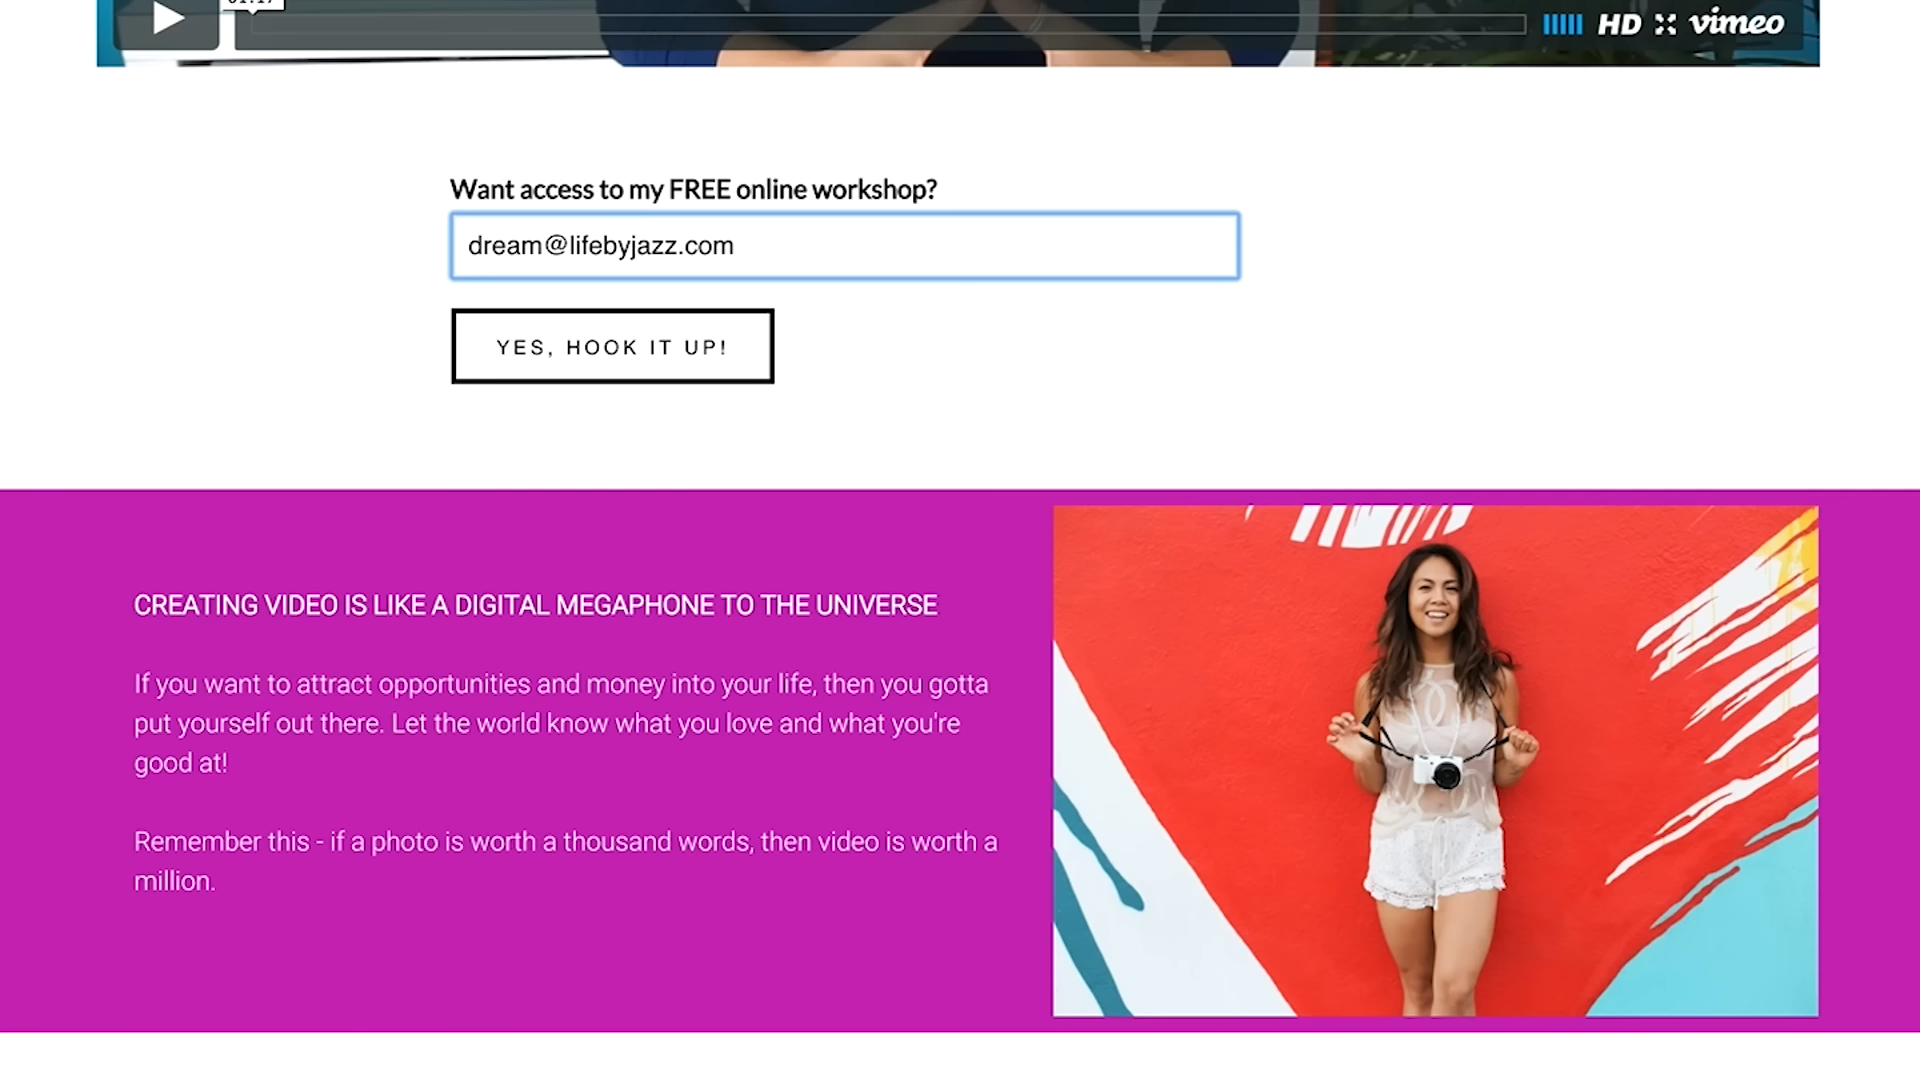 HD vimeo
Want access to my FREE online workshop?
dream@lifebyjazz.com
YES, HOOK IT UP!
CREATING VIDEO IS LIKE A DIGITAL MEGAPHONE TO THE UNIVERSE
If you want to attract opportunities and money into your life, then you gotta
put yourself out there. Let the world know what you love and what you're
good at!
Remember this - if a photo is worth a thousand words, then video is worth a
million.